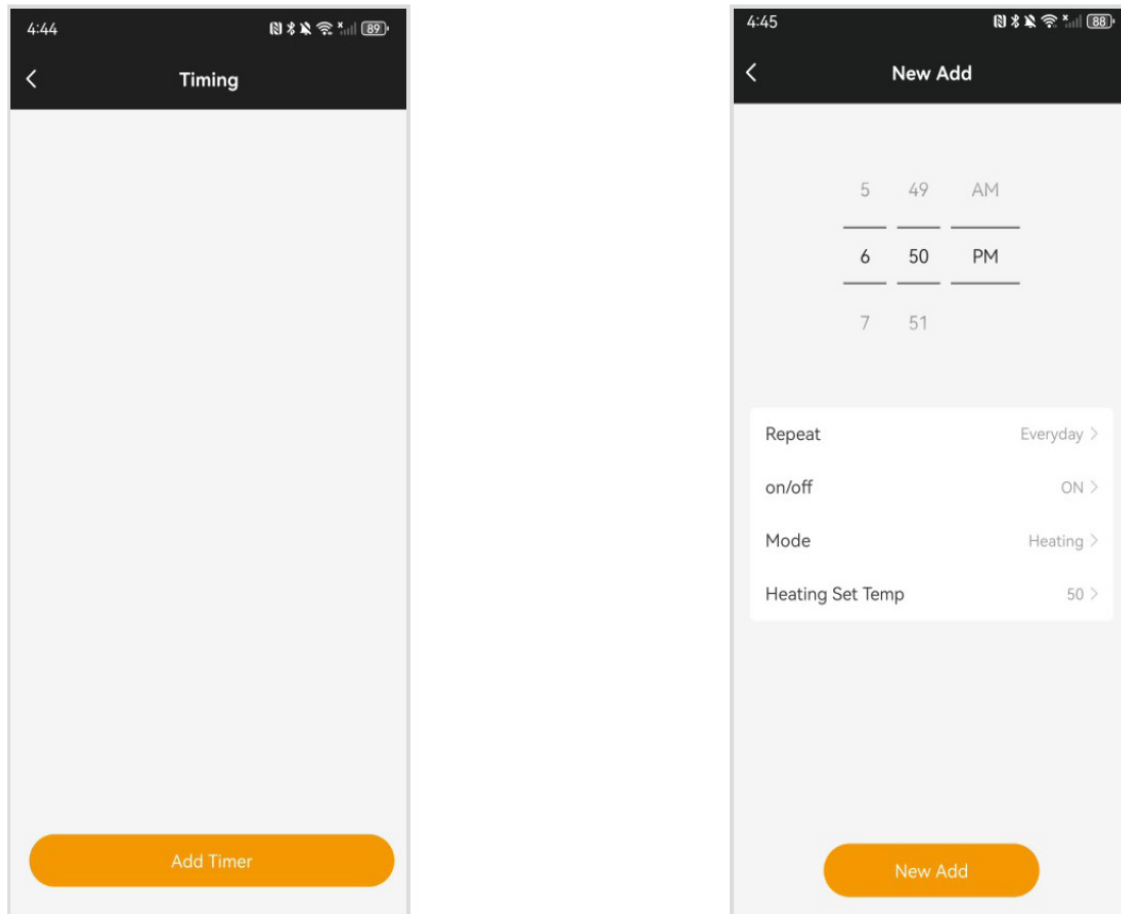 4:44
89
Timing
Add Timer
4:45
88
New Add
5 49 AM
6 50 PM
7 51
Repeat Everyday
on/off ON
Mode Heating
Heating Set Temp 50
New Add